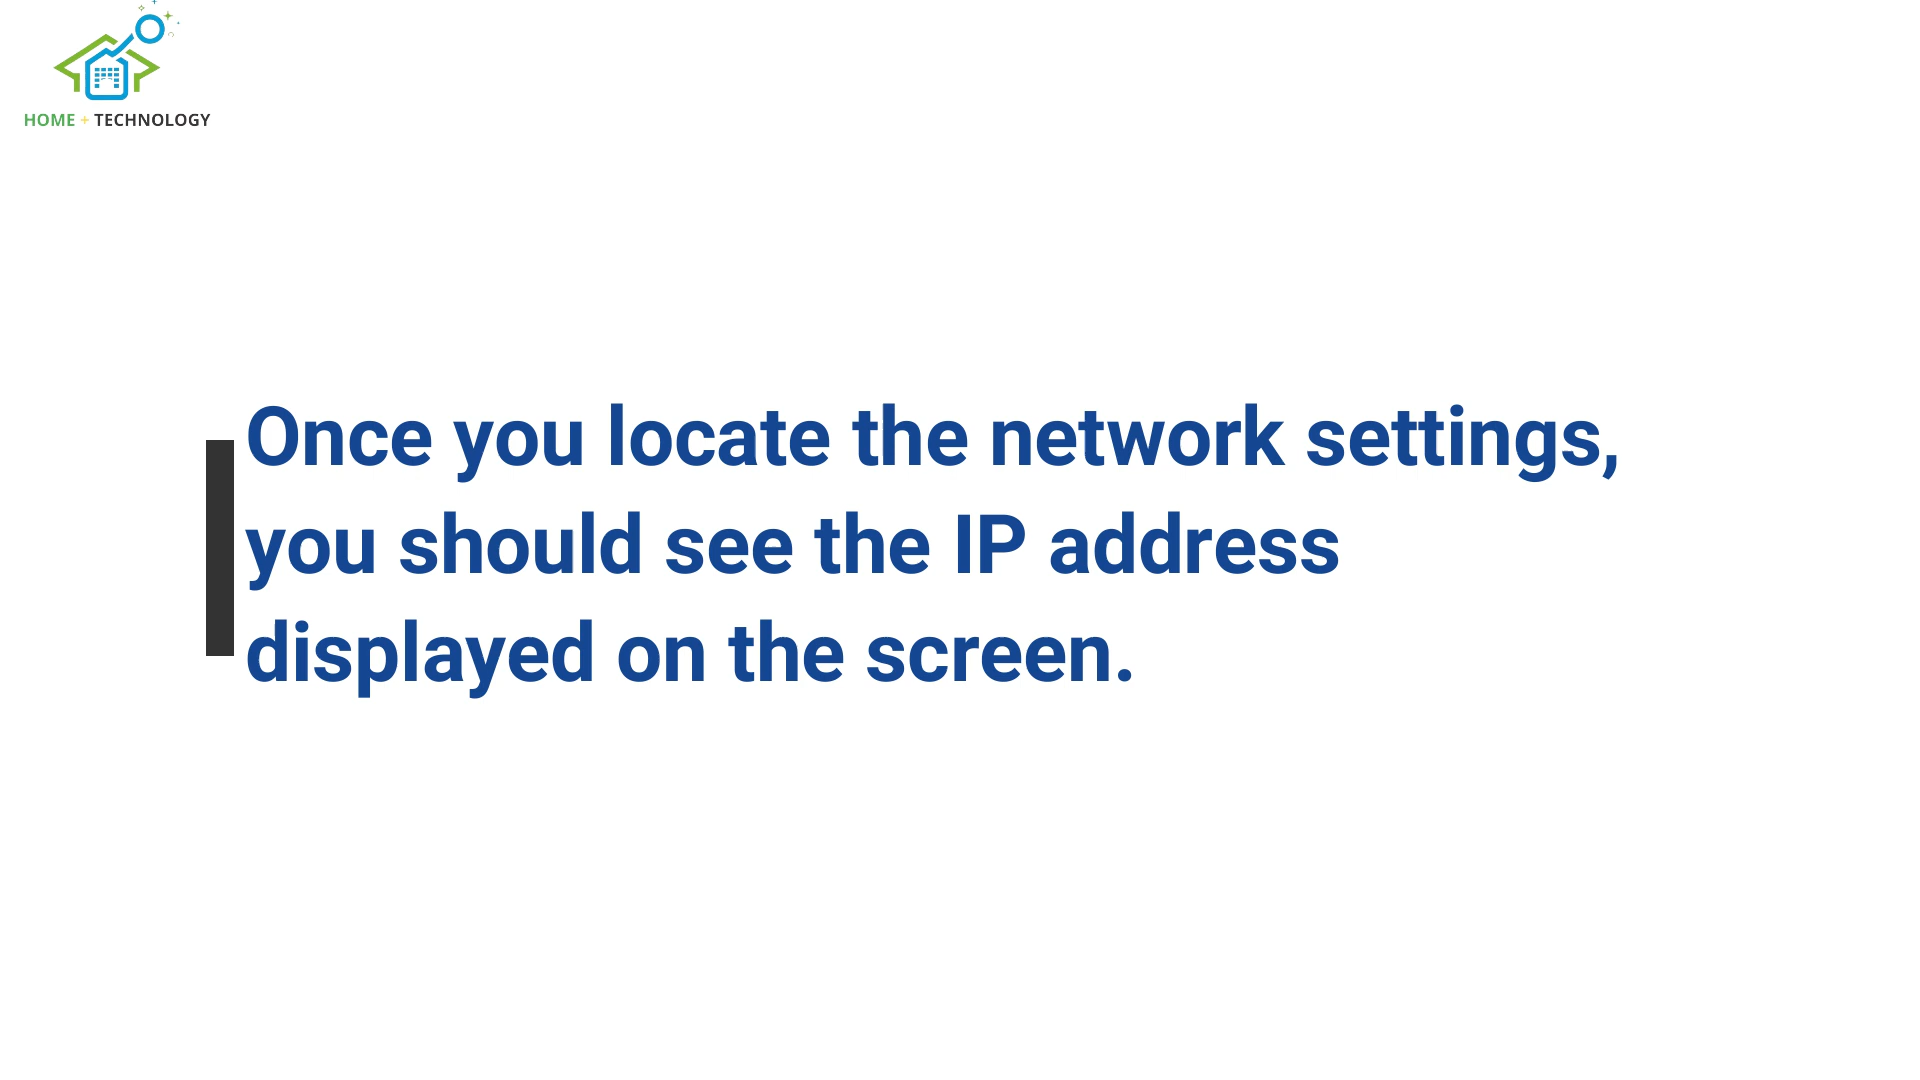 HOME + TECHNOLOGY
Once you locate the network settings,
you should see the IP address
displayed on the screen.